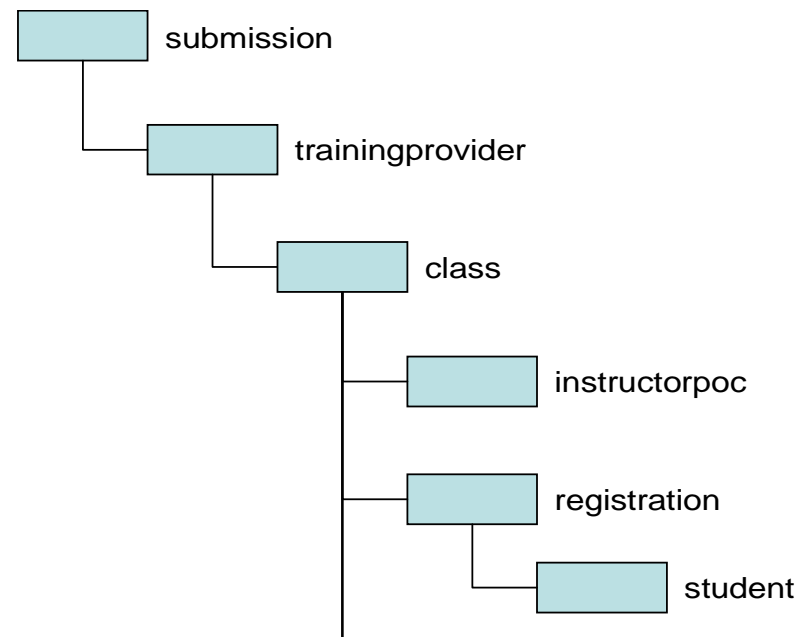 submission
trainingprovider
class
instructorpoc
registration
student